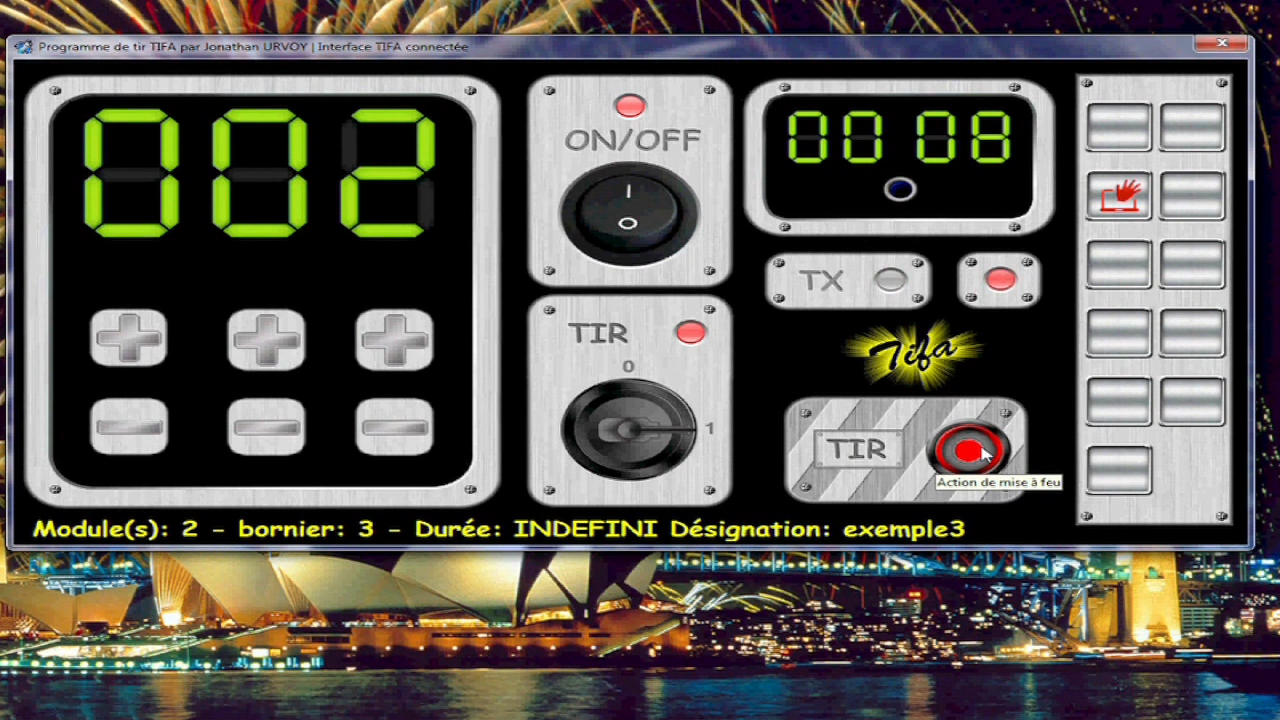 Programme de tir TIFA par Jonathan URVOY | Interface TIFA connectée
002
ON/OFF
00 08
TX
TIR
0
1
Tifa
TIR
Action de mise à feu
Module(s): 2 - bornier: 3 - Durée: INDEFINI Désignation: exemple3